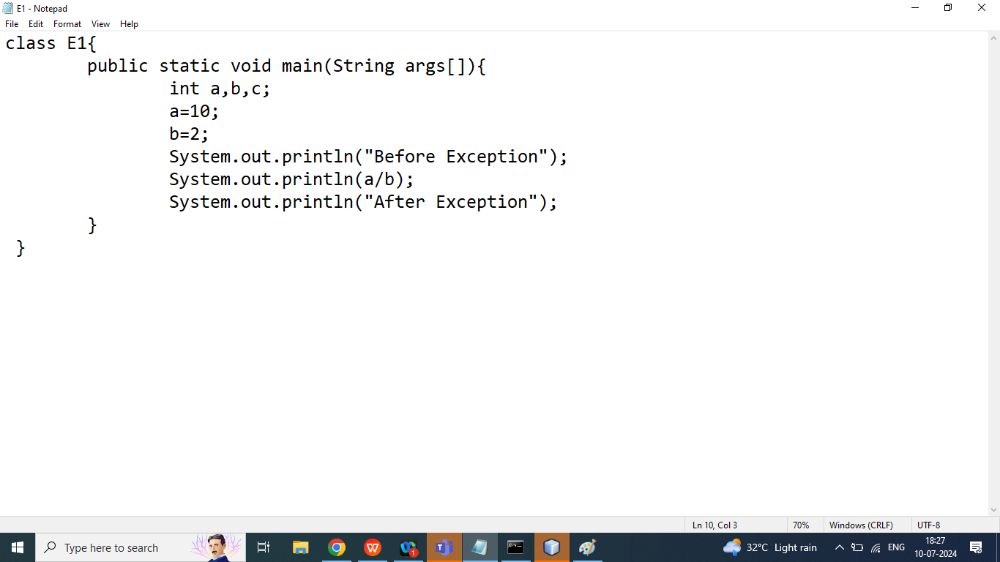 E1 - Notepad
File Edit Format View Help
class E1{
public static void main(String args[]){
int a,b,c;
a=10;
b=2;
System.out.println("Before Exception");
System.out.println(a/b);
System.out.println("After Exception");
}
}
Ln 10, Col 3 70% Windows (CRLF) UTF-8
Type here to search W 1 32°C Light rain ENG 18:27
10-07-2024